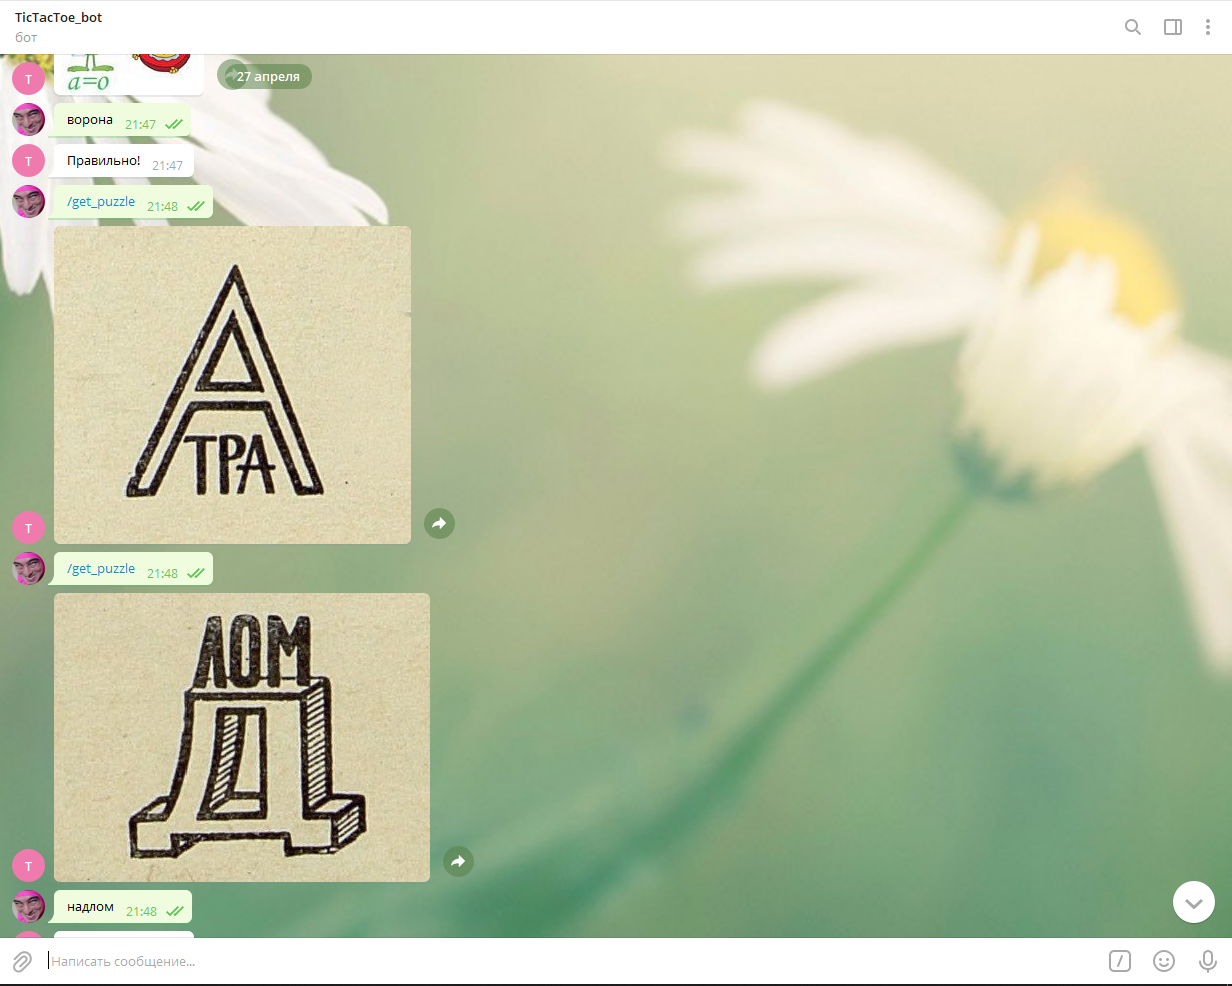 TicTacToe_bot
бот
a=о
27 апреля
Т
ворона 21:47
Т
Правильно! 21:47
/get_puzzle 21:48
А
ТРА
Т
/get_puzzle 21:48
ЛОМ
Д
Т
надлом 21:48
Написать сообщение...